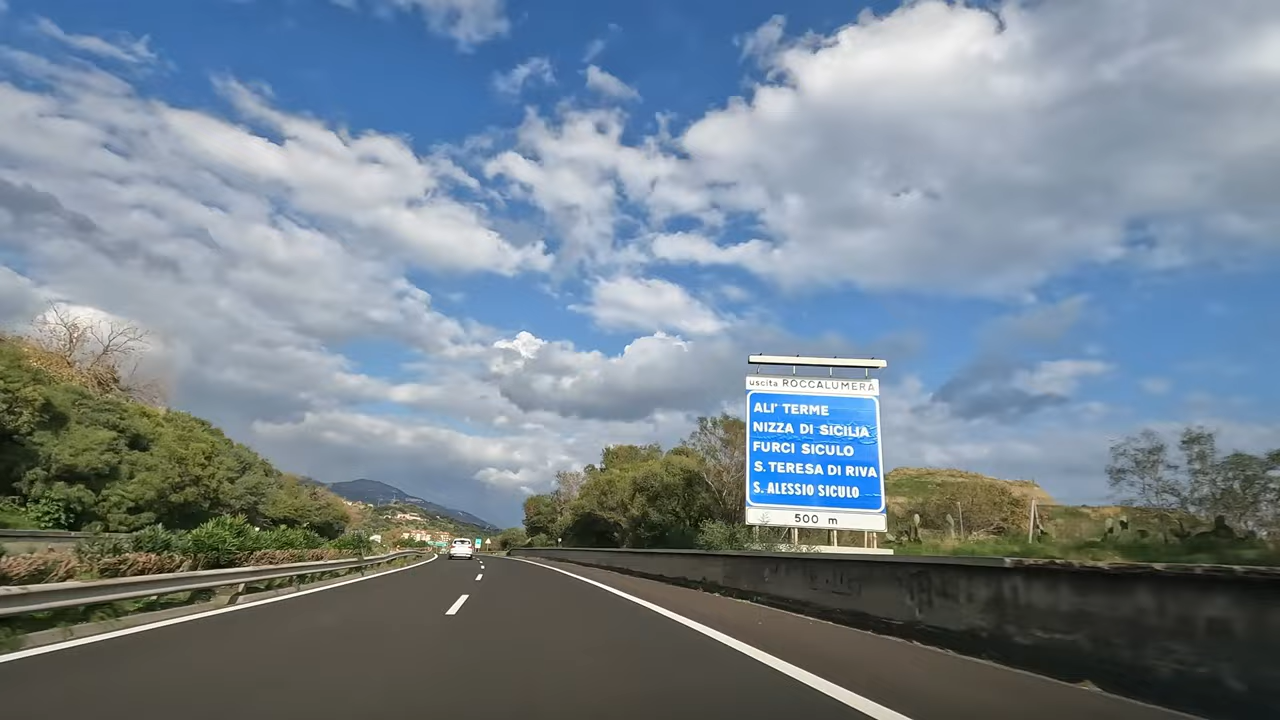 uscita ROCCALUMERA
ALI' TERME
NIZZA DI SICILIA
FURCI SICULO
S. TERESA DI RIVA
S. ALESSIO SICULO
500 m